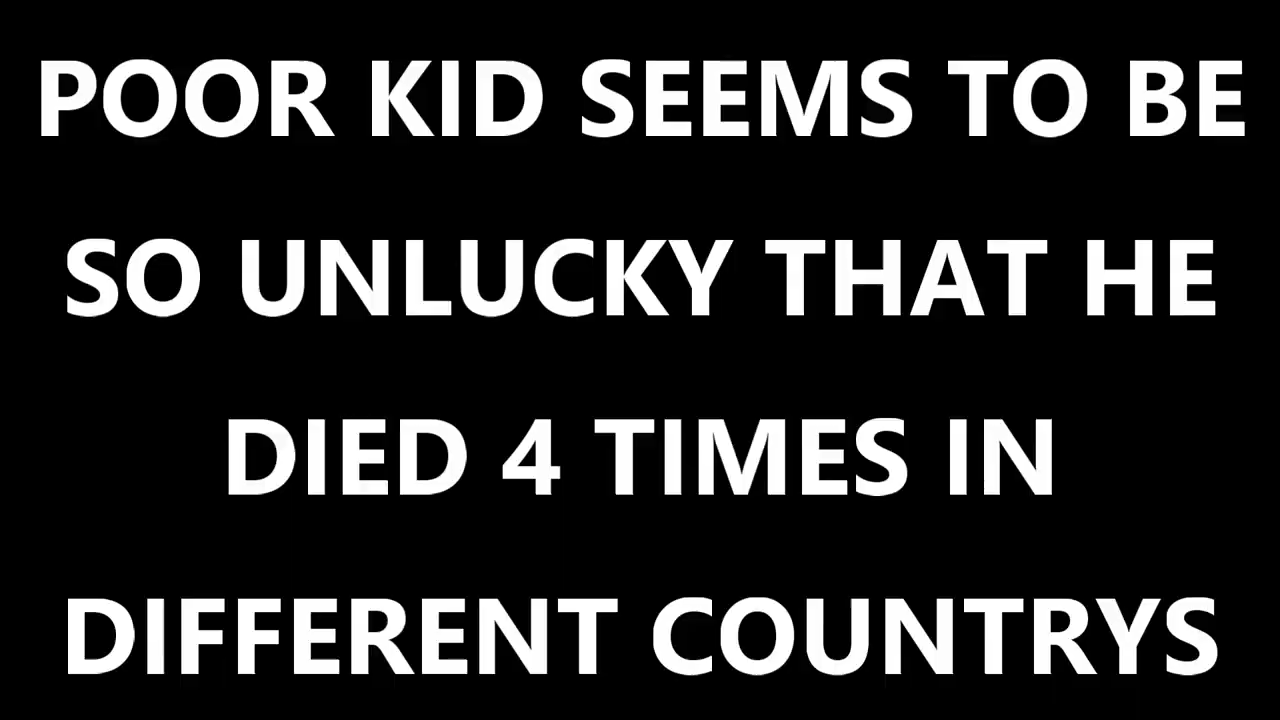 POOR KID SEEMS TO BE
SO UNLUCKY THAT HE
DIED 4 TIMES IN
DIFFERENT COUNTRYS